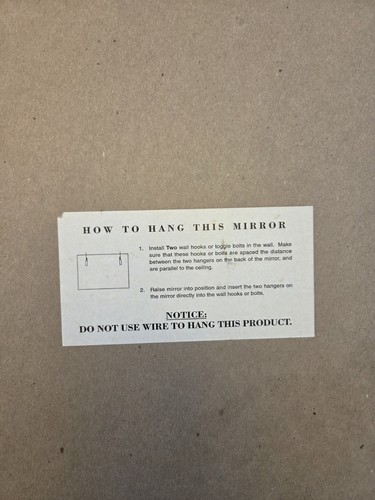 HOW TO HANG THIS MIRROR
1. Install Two wall hooks or toggle bolts in the wall. Make
sure that these hooks or bolts are spaced the distance
between the two hangers on the back of the mirror, and
are parallel to the ceiling.
2. Raise mirror into position and insert the two hangers on
the mirror directly into the wall hooks or bolts.
NOTICE:
DO NOT USE WIRE TO HANG THIS PRODUCT.